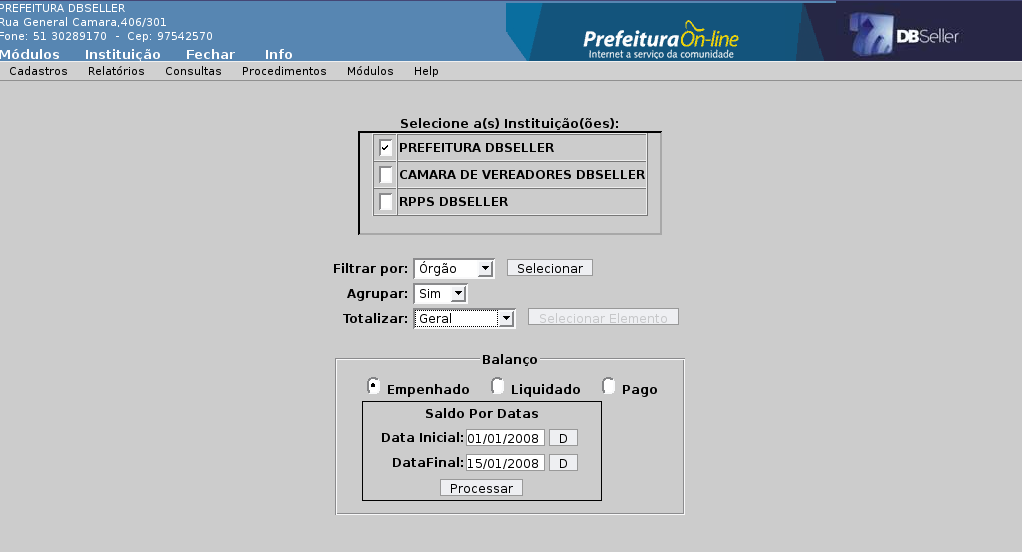 PREFEITURA DBSELLER
Rua General Camara,406/301
Fone: 51 30289170 - Cep: 97542570
PrefeituraOn-line
Internet a serviço da comunidade
DBSeller
Módulos Instituição Fechar Info
Cadastros Relatórios Consultas Procedimentos Módulos Help
Selecione a(s) Instituição(ões):
PREFEITURA DBSELLER
CAMARA DE VEREADORES DBSELLER
RPPS DBSELLER
Filtrar por: Órgão Selecionar
Agrupar: Sim
Totalizar: Geral Selecionar Elemento
Balanço
Empenhado Liquidado Pago
Saldo Por Datas
Data Inicial: 01/01/2008 D
DataFinal: 15/01/2008 D
Processar